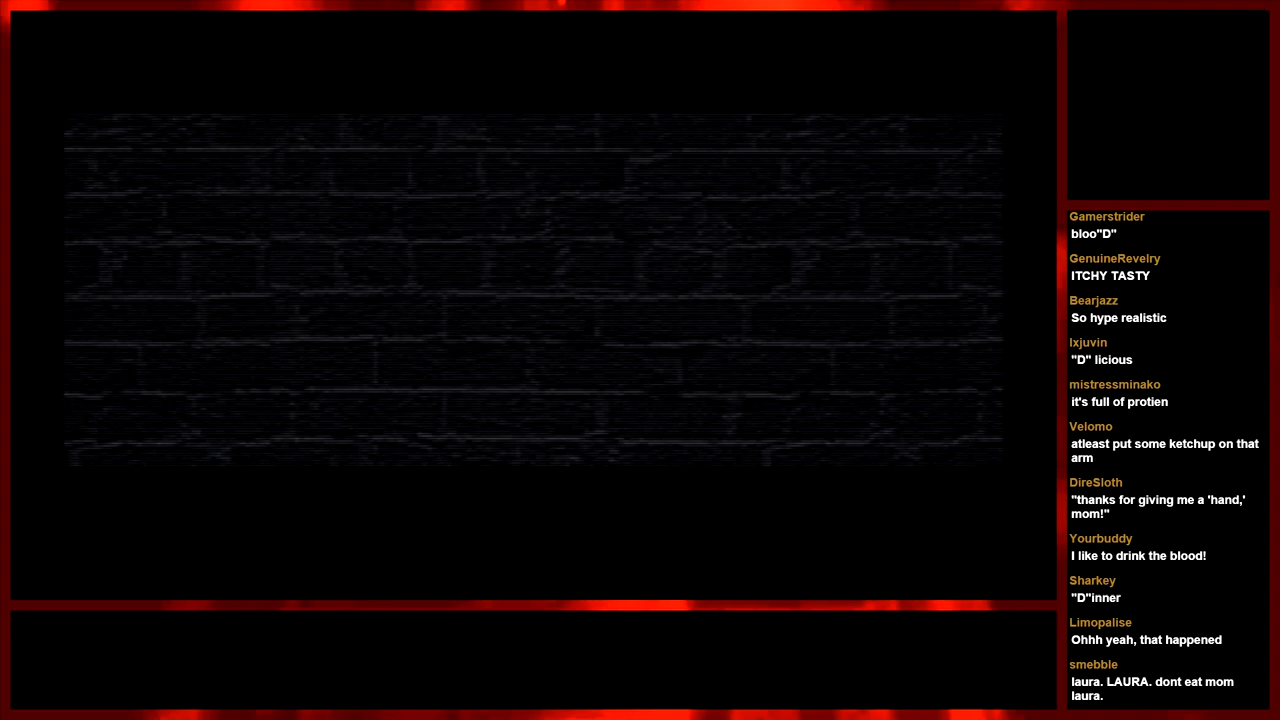 Gamerstrider
bloo"D"
GenuineRevelry
ITCHY TASTY
Bearjazz
So hype realistic
Ixjuvin
"D" licious
mistressminako
it's full of protien
Velomo
atleast put some ketchup on that
arm
DireSloth
"thanks for giving me a 'hand,'
mom!"
Yourbuddy
I like to drink the blood!
Sharkey
"D"inner
Limopalise
Ohhh yeah, that happened
smebble
laura. LAURA. dont eat mom
laura.